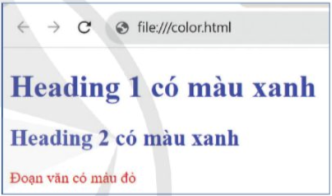 file:///color.html
Heading 1 có màu xanh
Heading 2 có màu xanh
Đoạn văn có màu đỏ